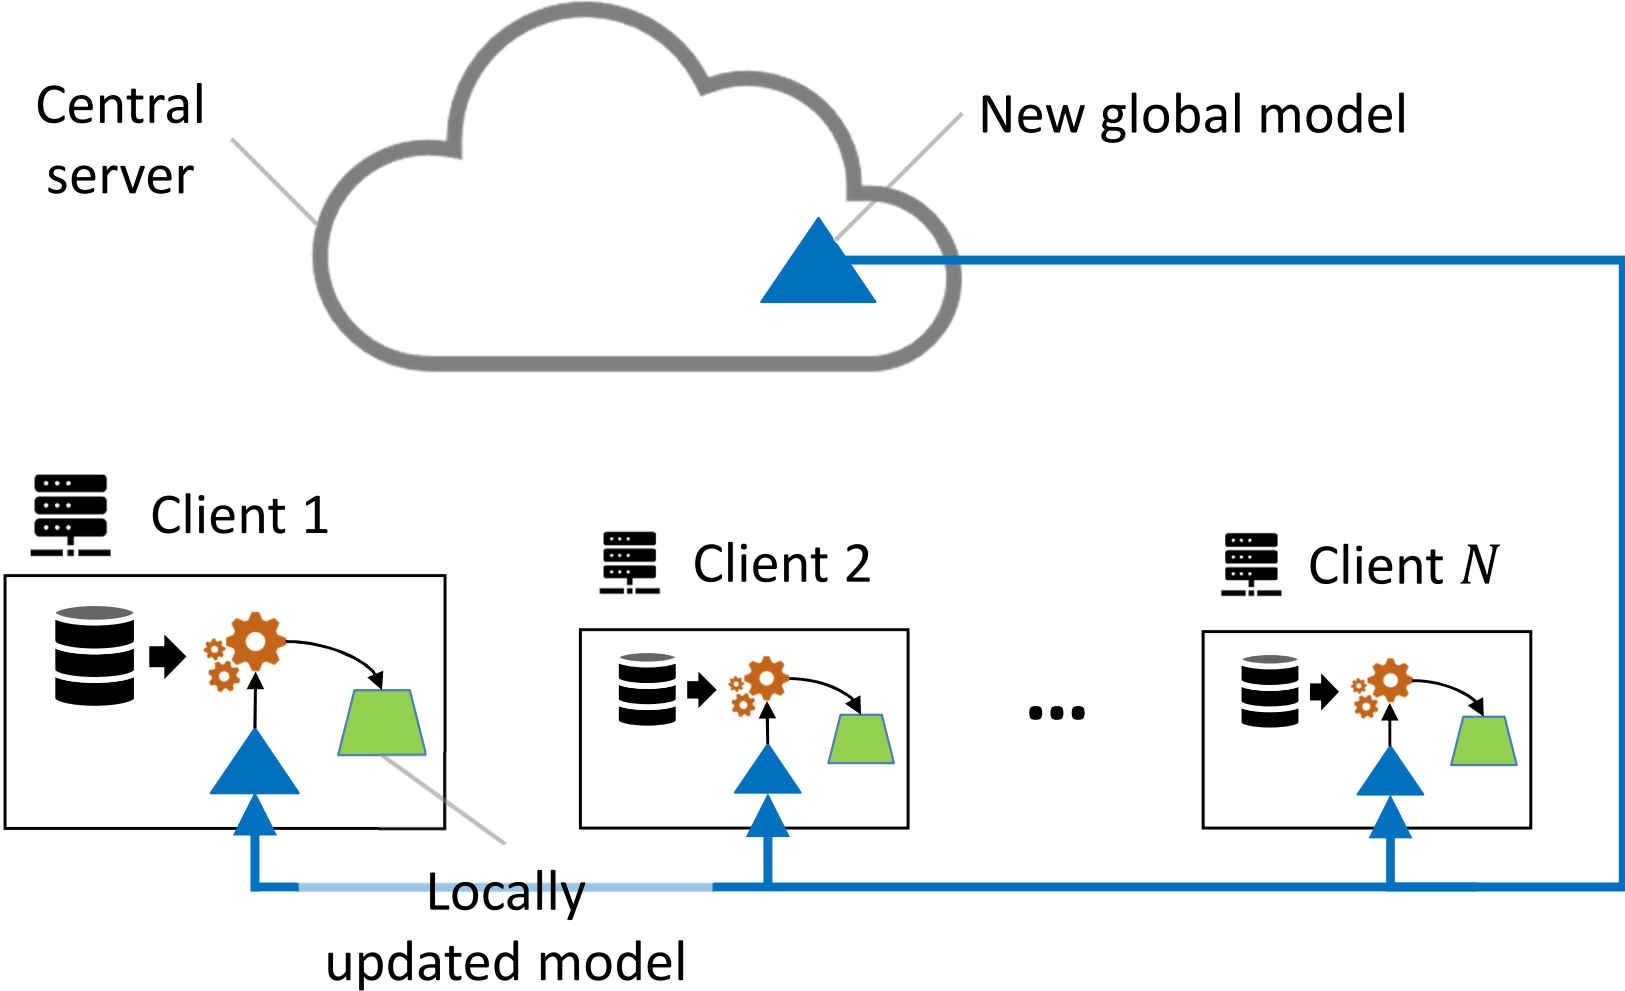 Central
server
New global model
Client 1
Client 2
...
Client N
Locally
updated model